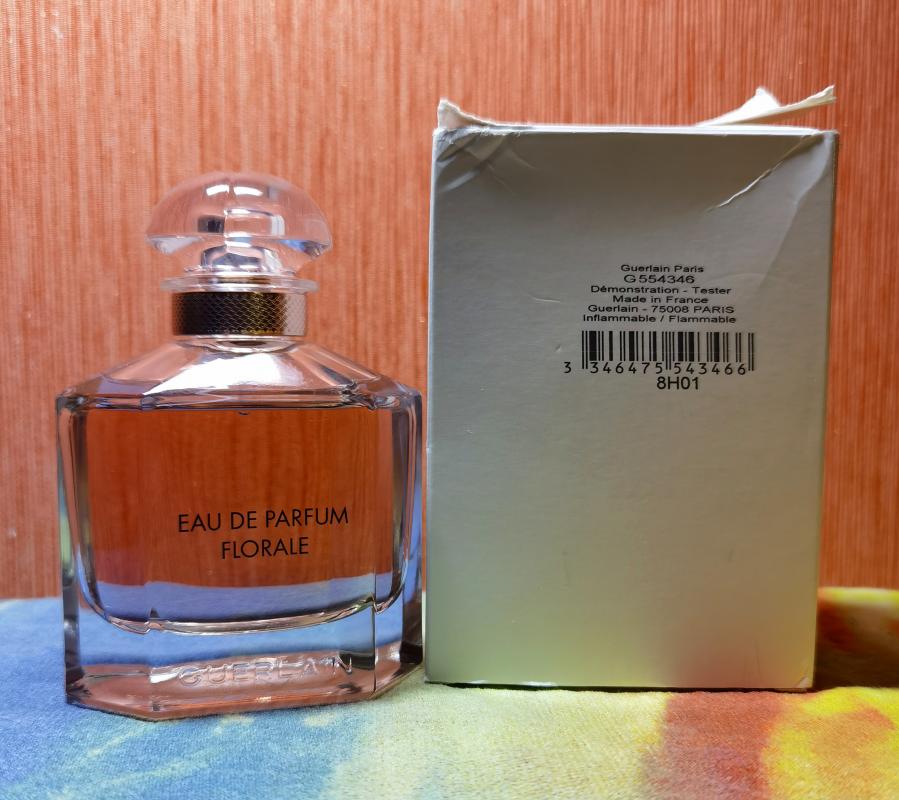 EAU DE PARFUM
FLORALE
GUERLAIN
Guerlain Paris
G554346
Démonstration - Tester
Made in France
Guerlain - 75008 PARIS
Inflammable / Flammable
3 346475 543466
8H01